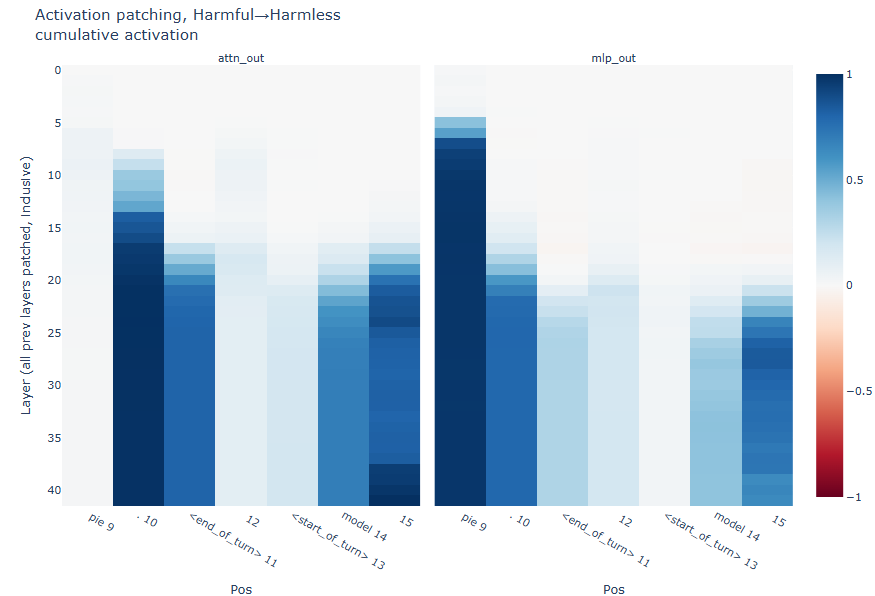 Activation patching, Harmful→Harmless
cumulative activation
attn_out
mlp_out
Layer (all prev layers patched, inclusive)
0
5
10
15
20
25
30
35
40
pie 9
. 10
<end_of_turn> 11
12
<start_of_turn> 13
model 14
15
Pos
pie 9
. 10
<end_of_turn> 11
12
<start_of_turn> 13
model 14
15
Pos
1
0.5
0
−0.5
−1